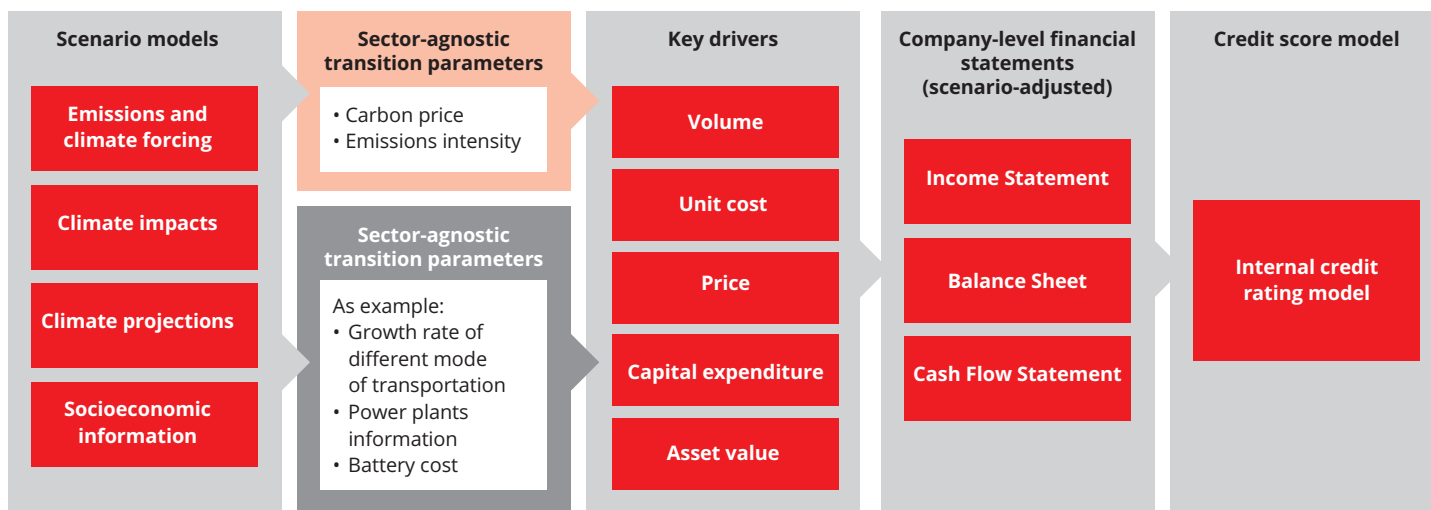 Scenario models
Emissions and
climate forcing
Climate impacts
Climate projections
Socioeconomic
information
Sector-agnostic
transition parameters
• Carbon price
• Emissions intensity
Sector-agnostic
transition parameters
As example:
• Growth rate of
different mode
of transportation
• Power plants
information
• Battery cost
Key drivers
Volume
Unit cost
Price
Capital expenditure
Asset value
Company-level financial
statements
(scenario-adjusted)
Income Statement
Balance Sheet
Cash Flow Statement
Credit score model
Internal credit
rating model